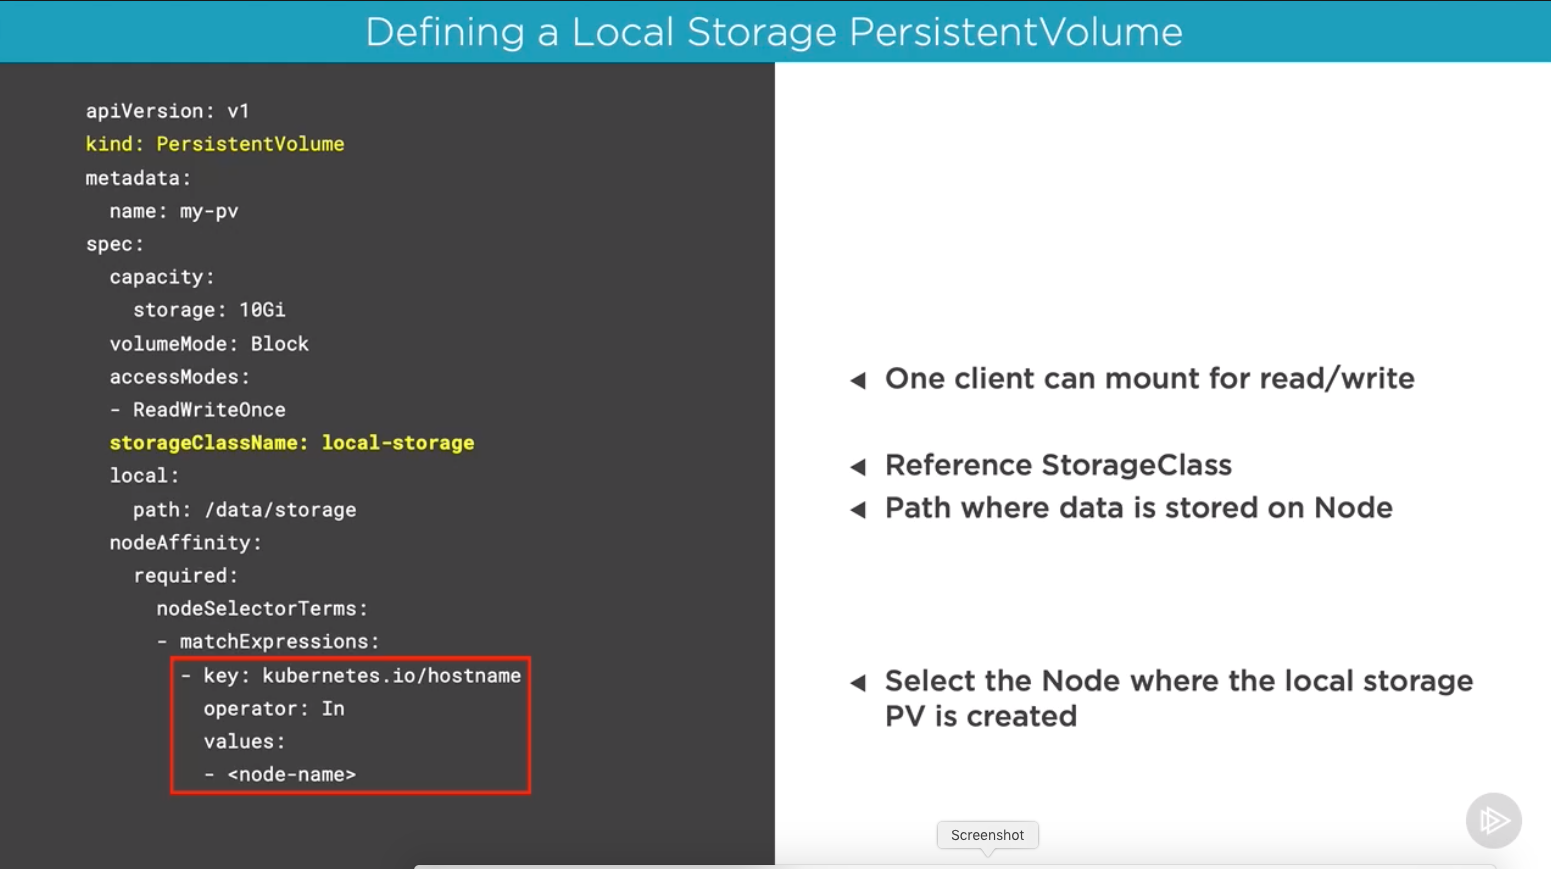 Defining a Local Storage PersistentVolume
apiVersion: v1
kind: PersistentVolume
metadata:
  name: my-pv
spec:
  capacity:
    storage: 10Gi
  volumeMode: Block
  accessModes:
  - ReadWriteOnce
  storageClassName: local-storage
  local:
    path: /data/storage
  nodeAffinity:
    required:
      nodeSelectorTerms:
      - matchExpressions:
        - key: kubernetes.io/hostname
          operator: In
          values:
          - <node-name>
One client can mount for read/write
Reference StorageClass
Path where data is stored on Node
Select the Node where the local storage
PV is created
Screenshot